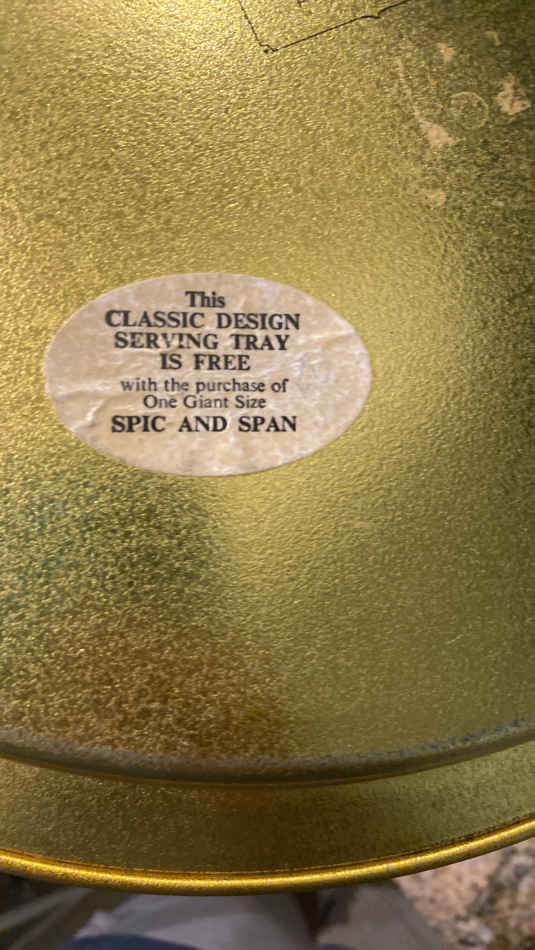 This
CLASSIC DESIGN
SERVING TRAY
IS FREE
with the purchase of
One Giant Size
SPIC AND SPAN